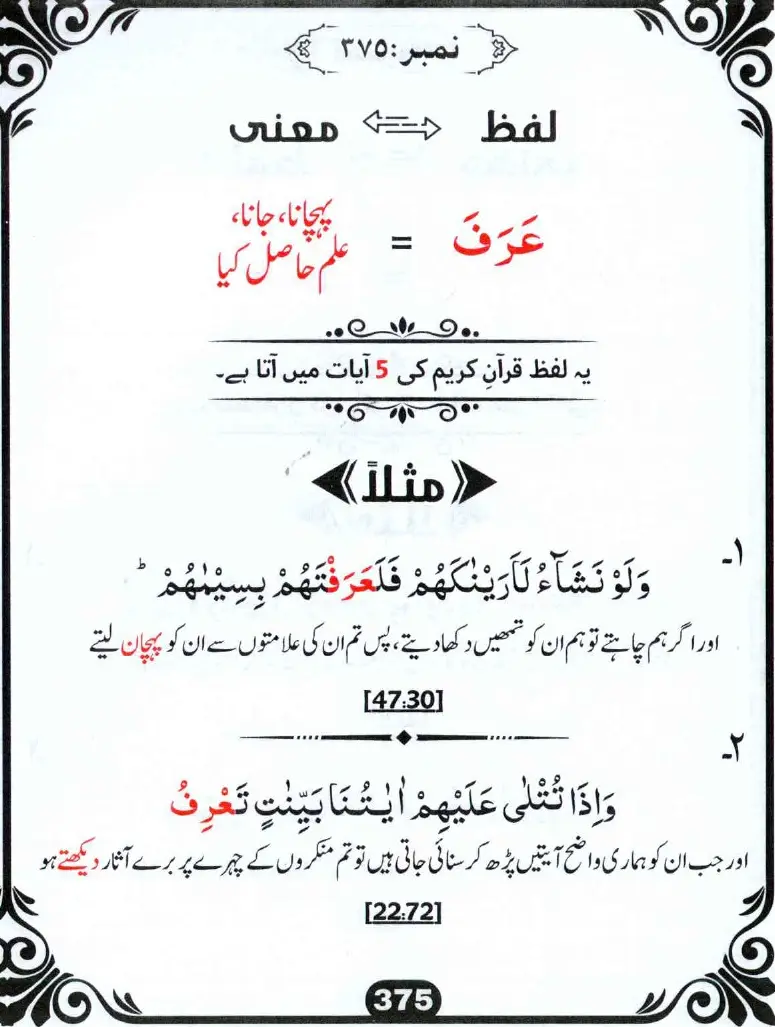 نمبر:۳۷۵
لفظ ⇐⇒ معنی
عَرَفَ = پہچانا، جانا،
علم حاصل کیا
یہ لفظ قرآنِ کریم کی 5 آیات میں آتا ہے۔
مثلاً
۱۔
وَلَوْ نَشَآءُ لَاَرَيْنٰكَهُمْ فَلَعَرَفْتَهُمْ بِسِيْمٰهُمْ ؕ
اور اگر ہم چاہتے تو ہم ان کو تمھیں دکھا دیتے، پس تم ان کی علامتوں سے ان کو پہچان لیتے
[47:30]
۲۔
وَاِذَا تُتْلٰى عَلَيْهِمْ اٰيٰتُنَا بَيِّنٰتٍ تَعْرِفُ
اور جب ان کو ہماری واضح آیتیں پڑھ کر سنائی جاتی ہیں تو تم منکروں کے چہرے پر برے آثار دیکھتے ہو
[22:72]
375